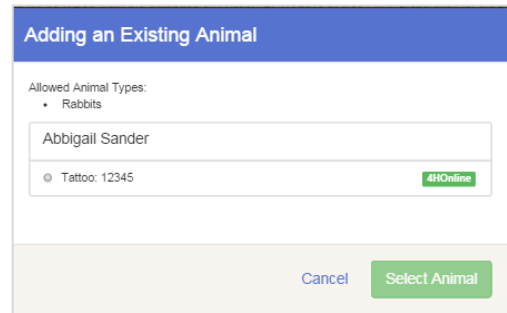 Adding an Existing Animal
Allowed Animal Types:
• Rabbits
Abbigail Sander
Tattoo: 12345 4HOnline
Cancel Select Animal